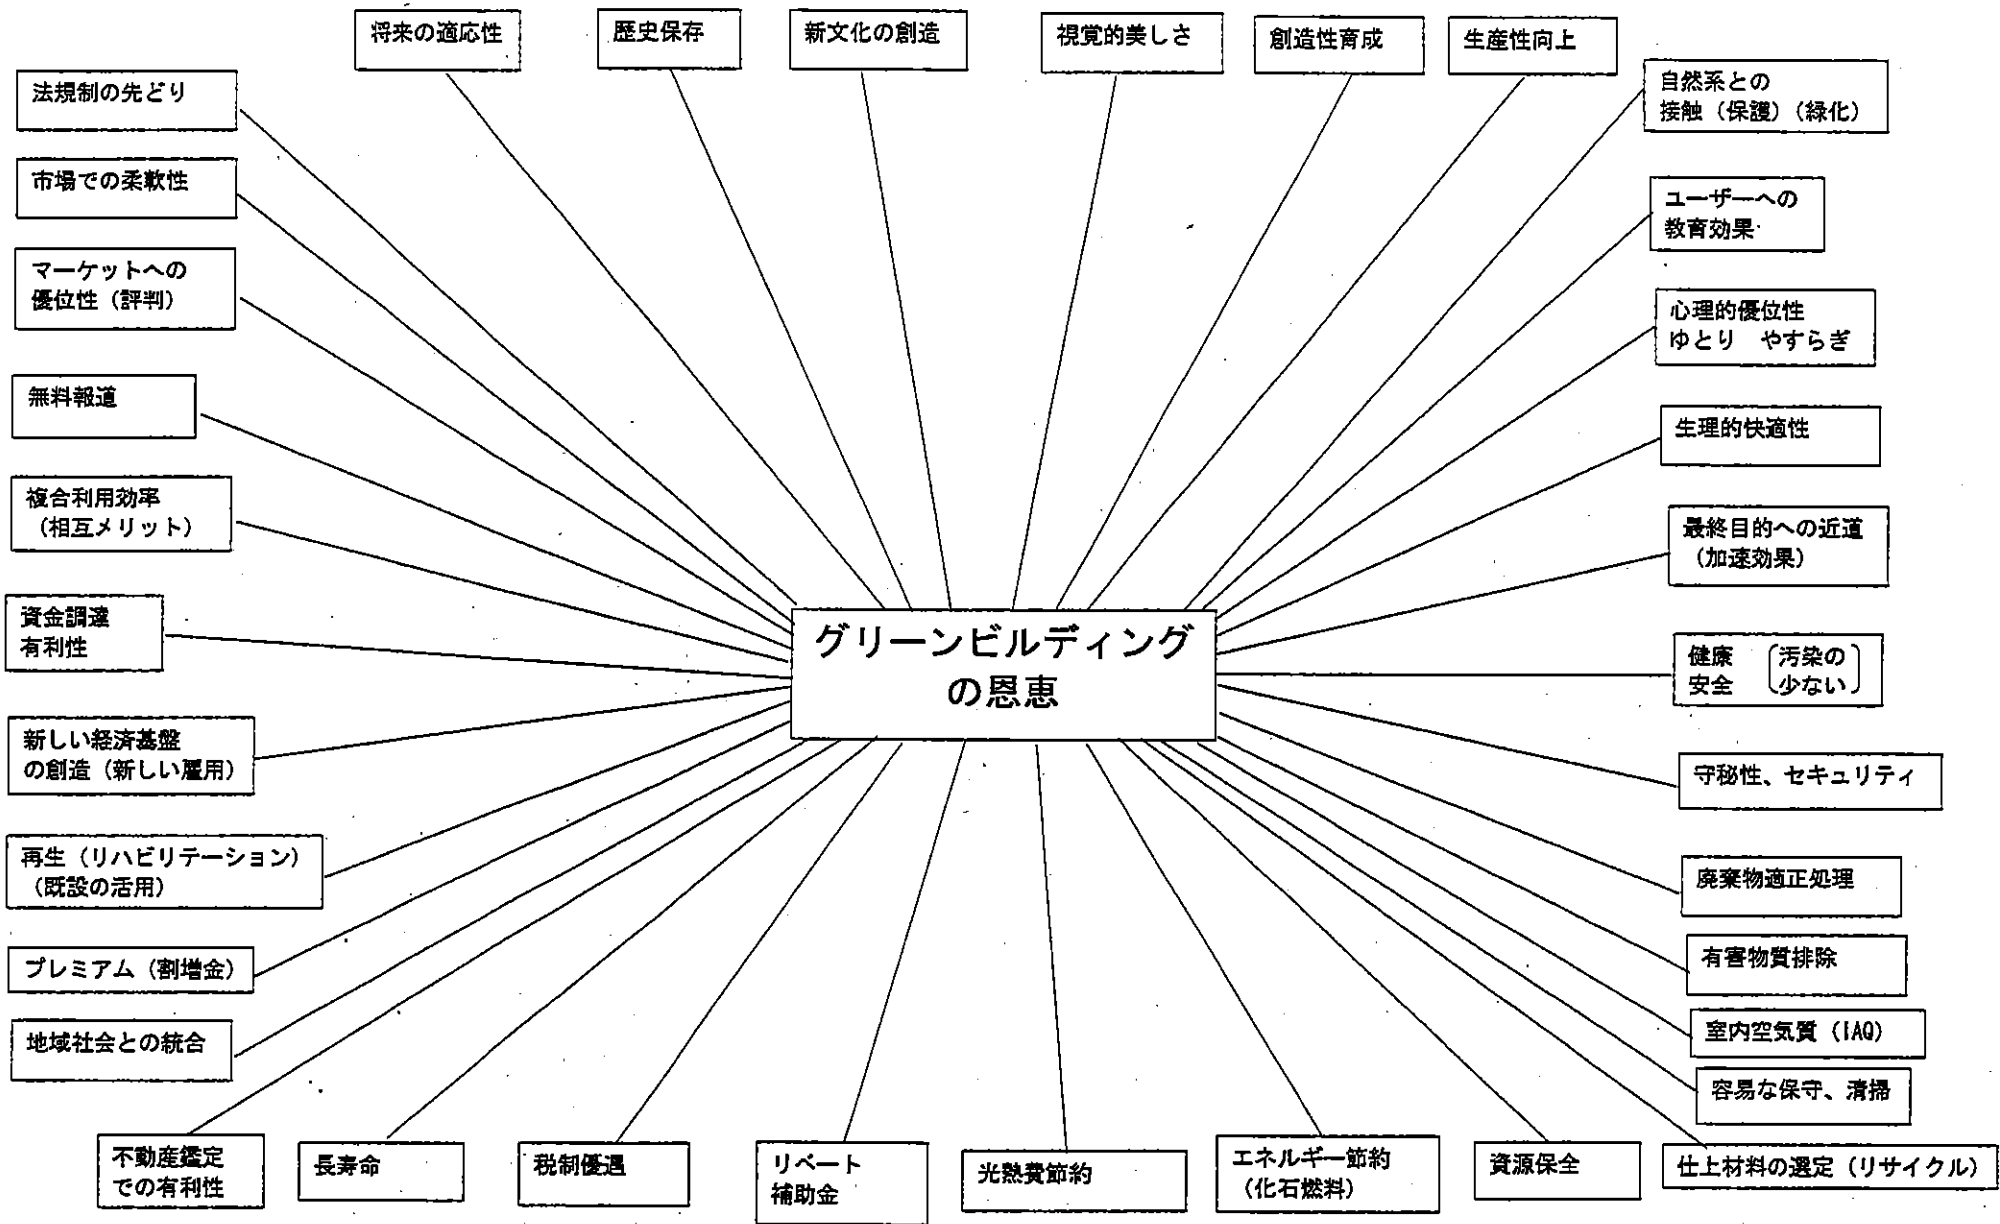 将来の適応性
歴史保存
新文化の創造
視覚的美しさ
創造性育成
生産性向上
自然系との
接触(保護)(緑化)
法規制の先どり
市場での柔軟性
ユーザーへの
教育効果
マーケットへの
優位性(評判)
心理的優位性
ゆとり やすらぎ
無料報道
生理的快適性
複合利用効率
(相互メリット)
最終目的への近道
(加速効果)
資金調達
有利性
グリーンビルディング
の恩恵
健康 〔汚染の〕
安全 〔少ない〕
新しい経済基盤
の創造(新しい雇用)
守秘性、セキュリティ
再生(リハビリテーション)
(既設の活用)
廃棄物適正処理
プレミアム(割増金)
有害物質排除
地域社会との統合
室内空気質(IAQ)
容易な保守、清掃
不動産鑑定
での有利性
長寿命
税制優遇
リベート
補助金
光熱費節約
エネルギー節約
(化石燃料)
資源保全
仕上材料の選定(リサイクル)